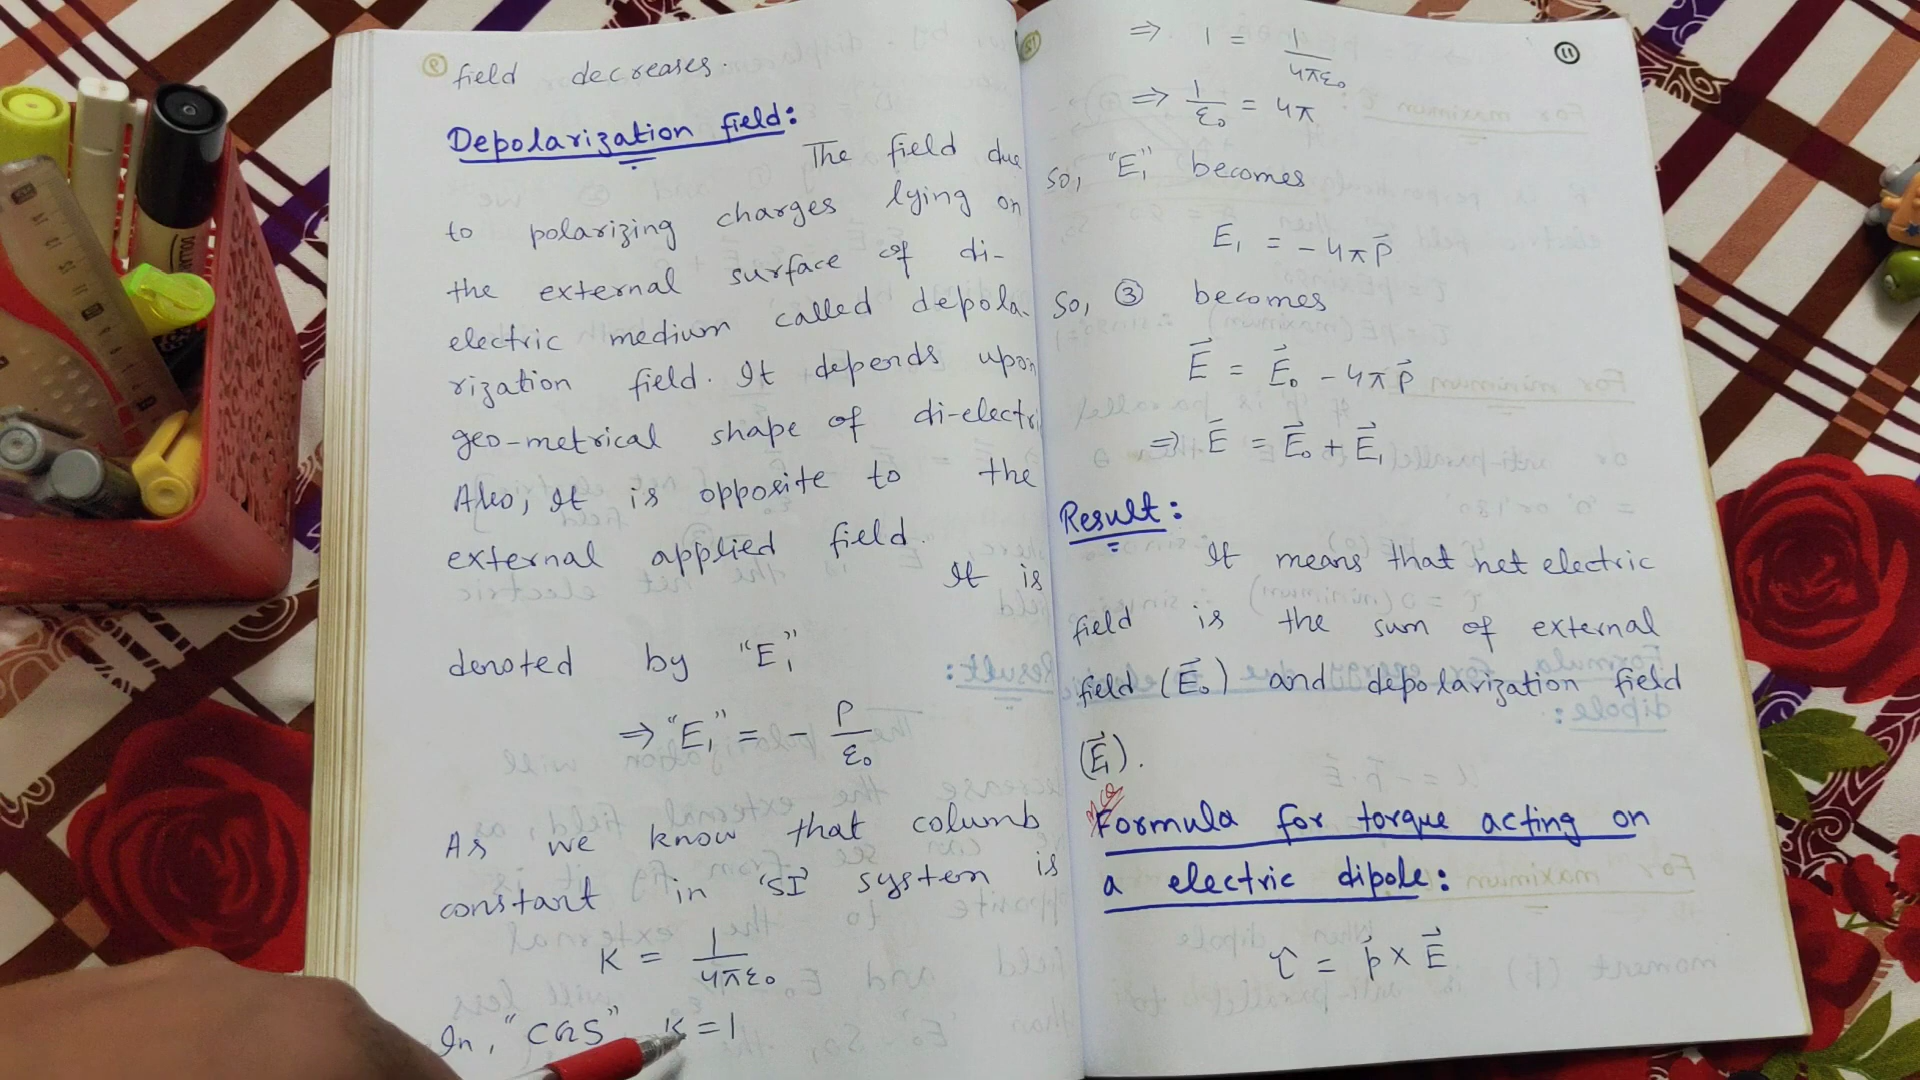 9
field decreases.
Depolarization field:
The field due
to polarizing charges lying on
the external surface of di-
electric medium called depola-
rization field. It depends upon
geo-metrical shape of di-electri
Also, It is opposite to the
external applied field.
It is
denoted by "E₁"
⇒ "E₁" = - P/ε₀
As we know that columb
constant in 'SI' system is
K = 1/4πε₀
In, "CGS" K = 1
11
⇒ 1 = 1/4πε₀
⇒ 1/ε₀ = 4π
So, "E₁" becomes
E₁ = -4πP⃗
So, ③ becomes
E⃗ = E⃗₀ - 4πP⃗
⇒ E⃗ = E⃗₀ + E⃗₁
Result:
It means that net electric
field is the sum of external
field (E⃗₀) and depolarization field
(E⃗₁).
Formula for torque acting on
a electric dipole:
τ = p⃗ × E⃗